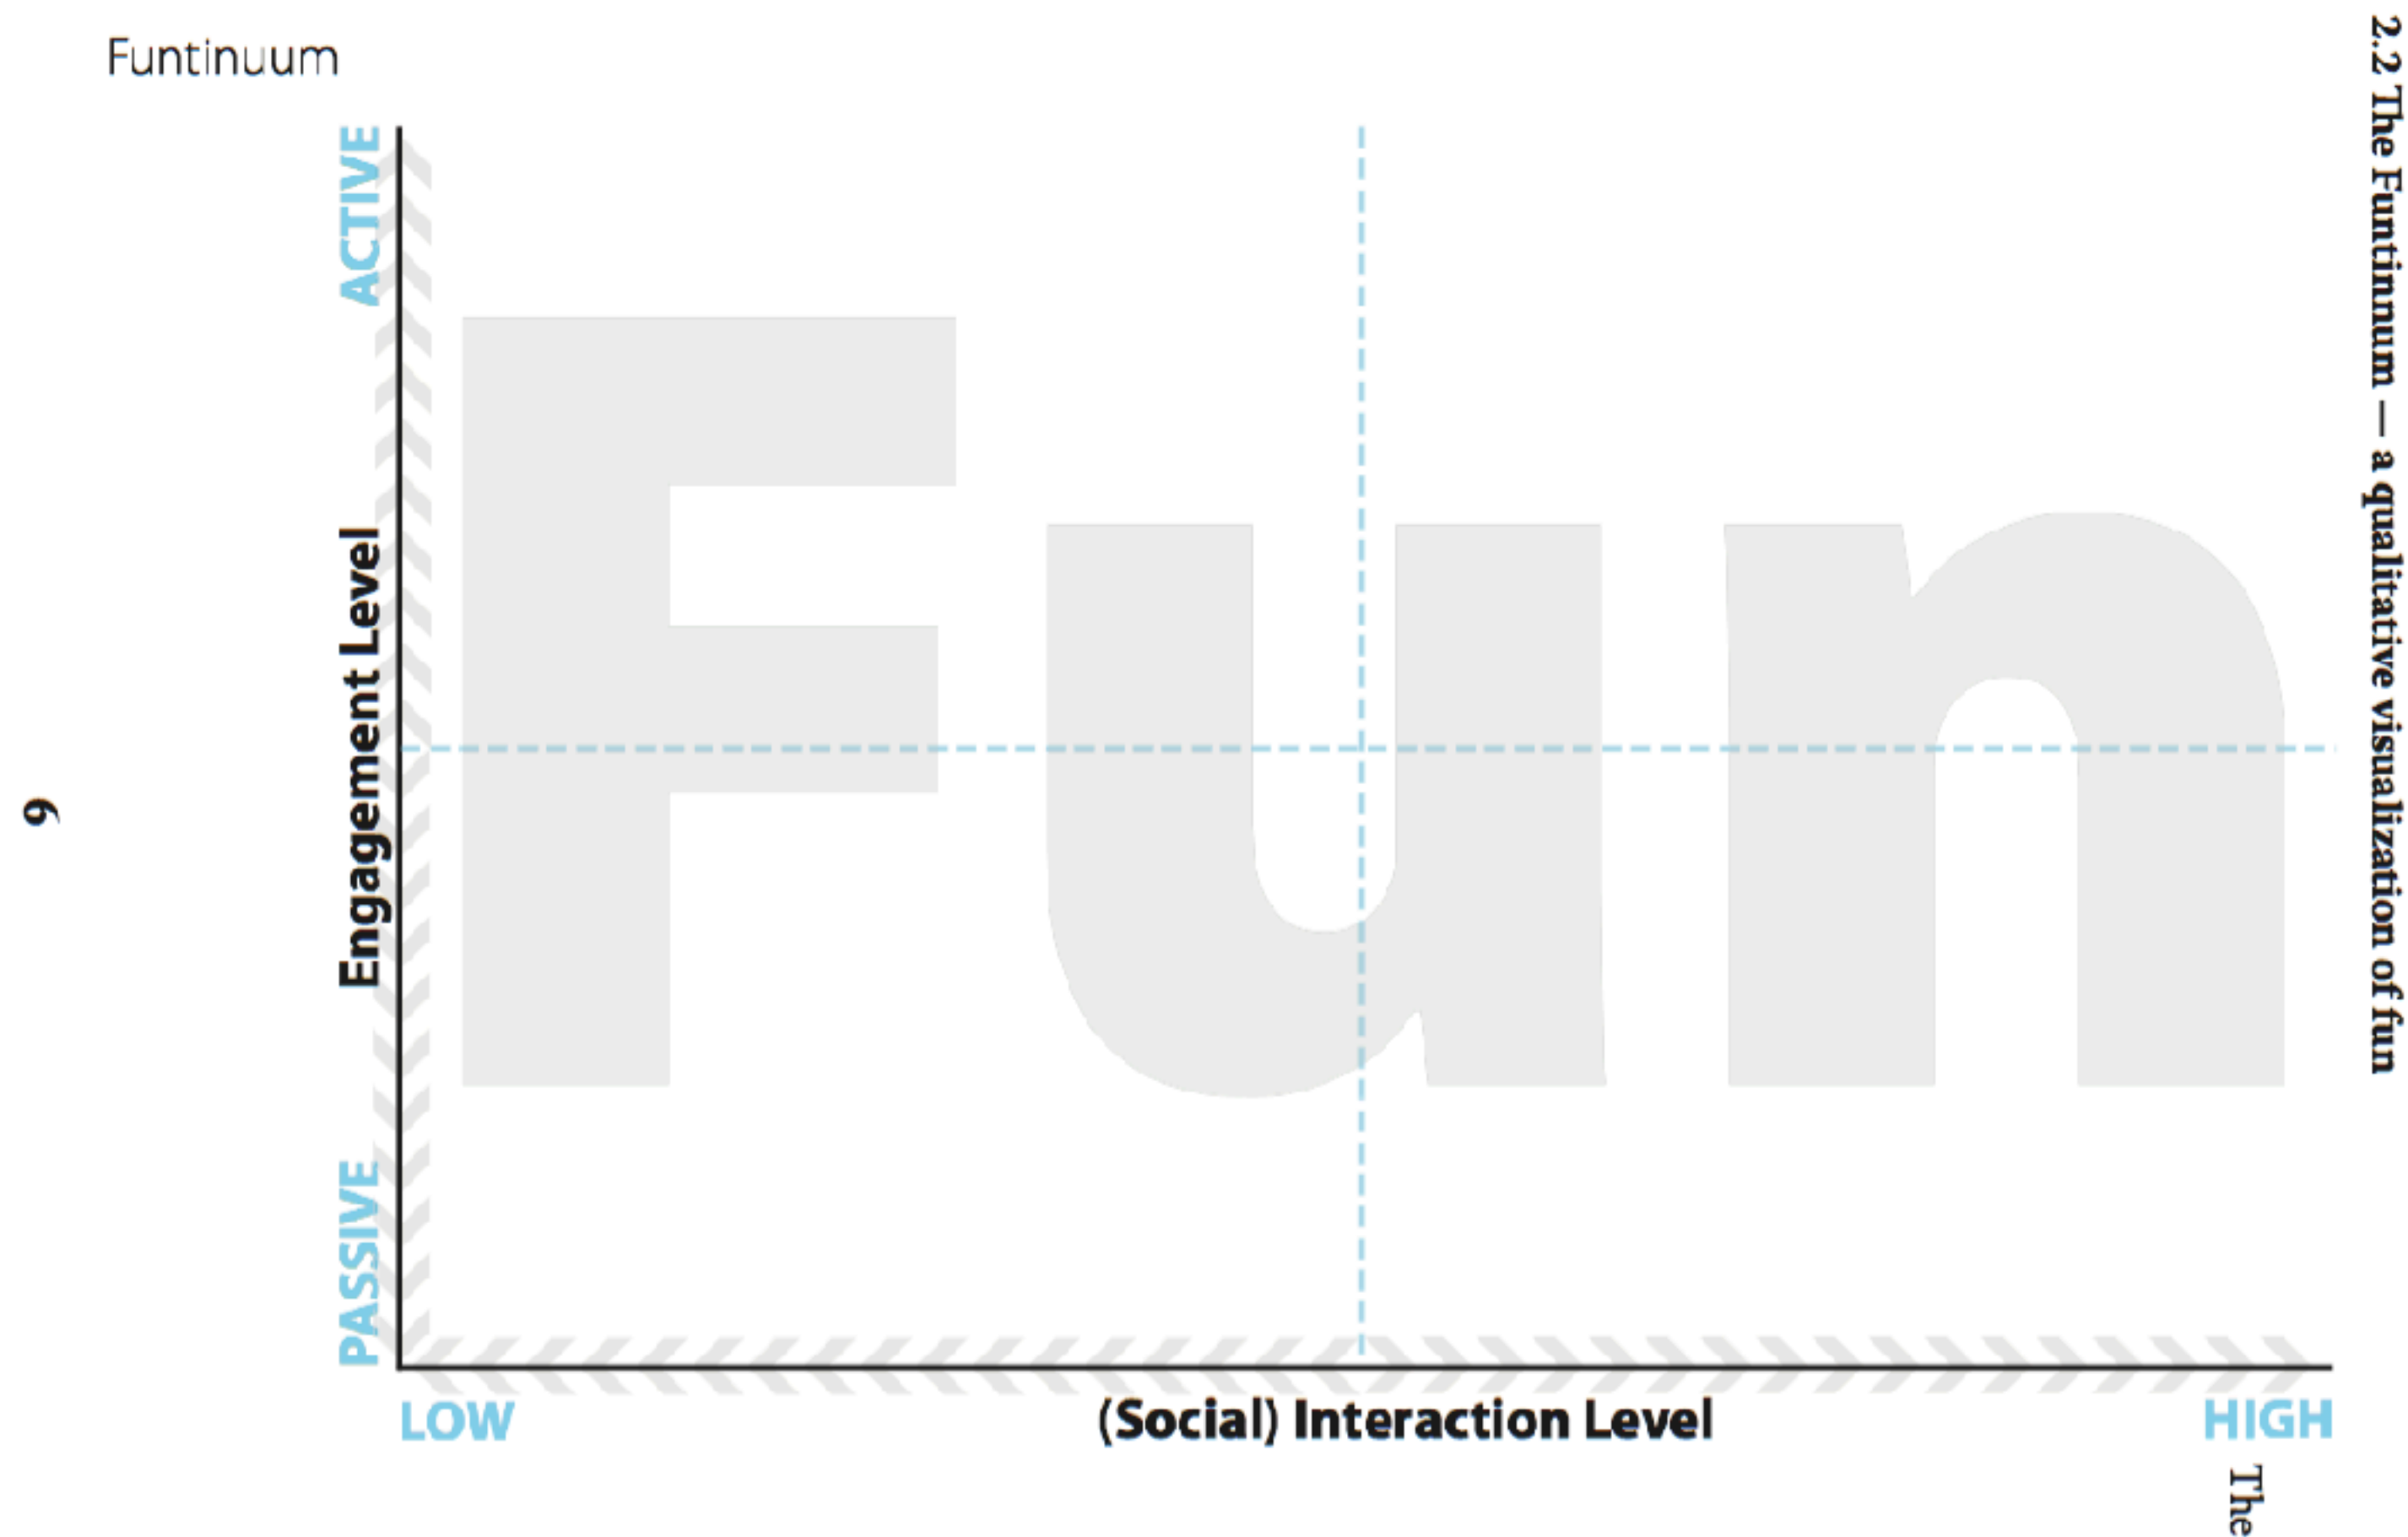 2.2 The Funtinuum — a qualitative visualization of fun
Funtinuum
ACTIVE
Engagement Level
PASSIVE
Fun
LOW
(Social) Interaction Level
HIGH
The
6